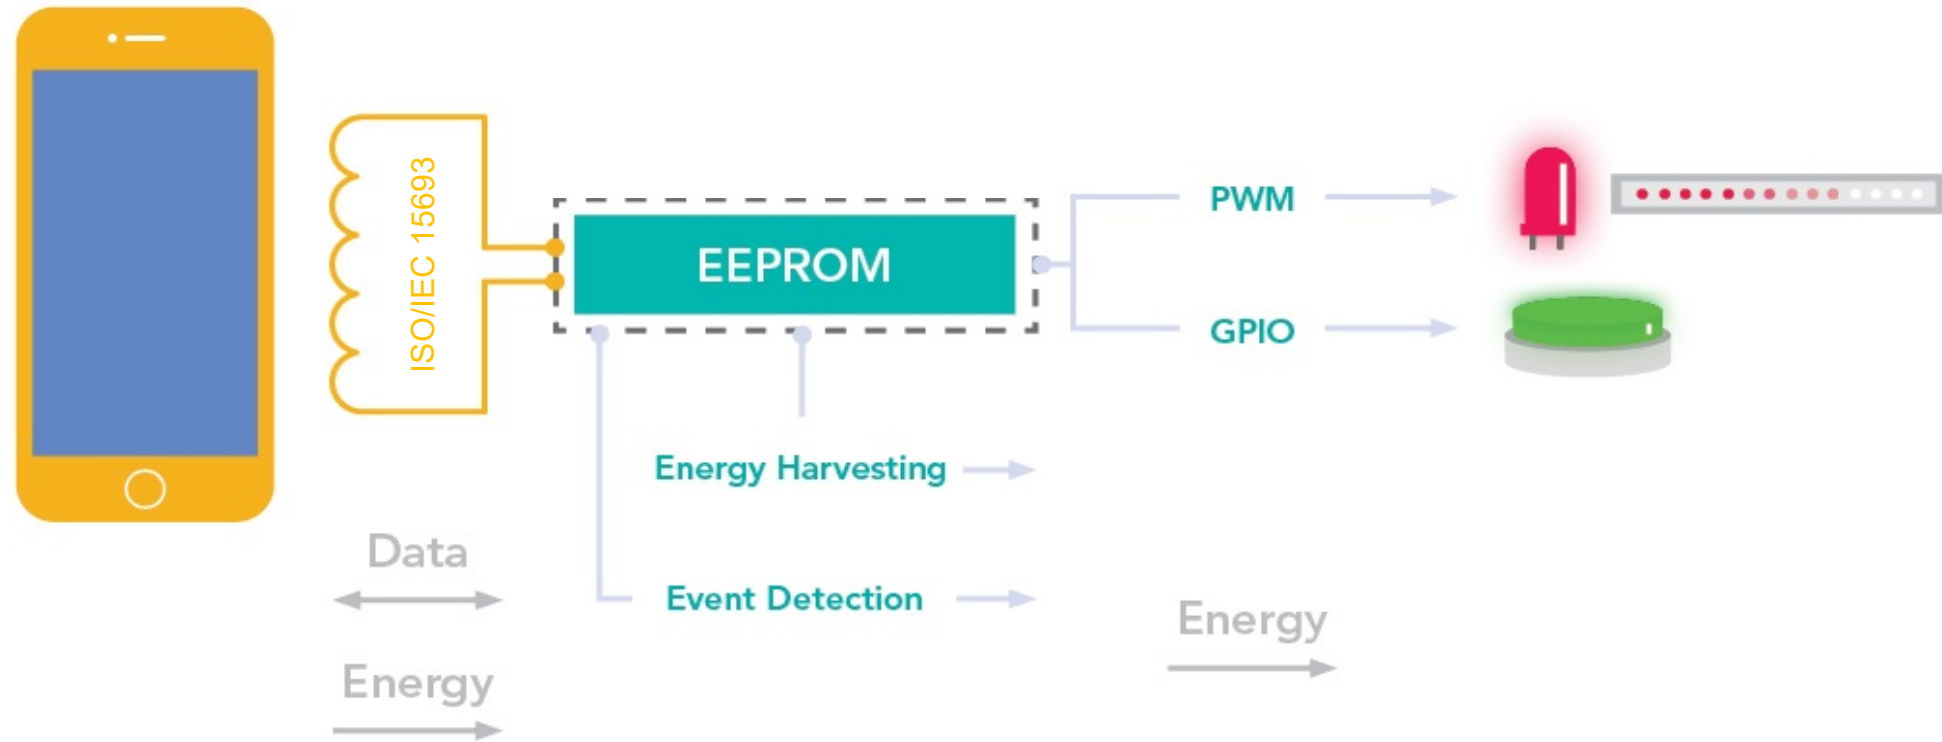 ISO/IEC 15693
EEPROM
PWM
GPIO
Energy Harvesting
Event Detection
Data
Energy
Energy